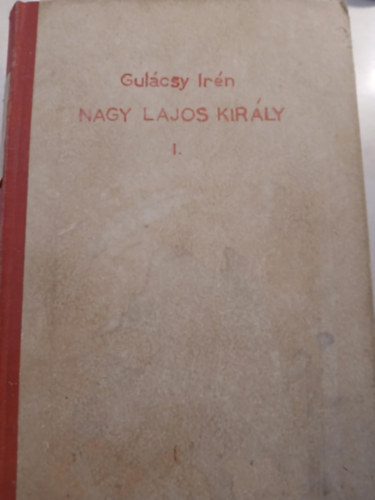 Gulácsy Irén
NAGY LAJOS KIRÁLY
I.